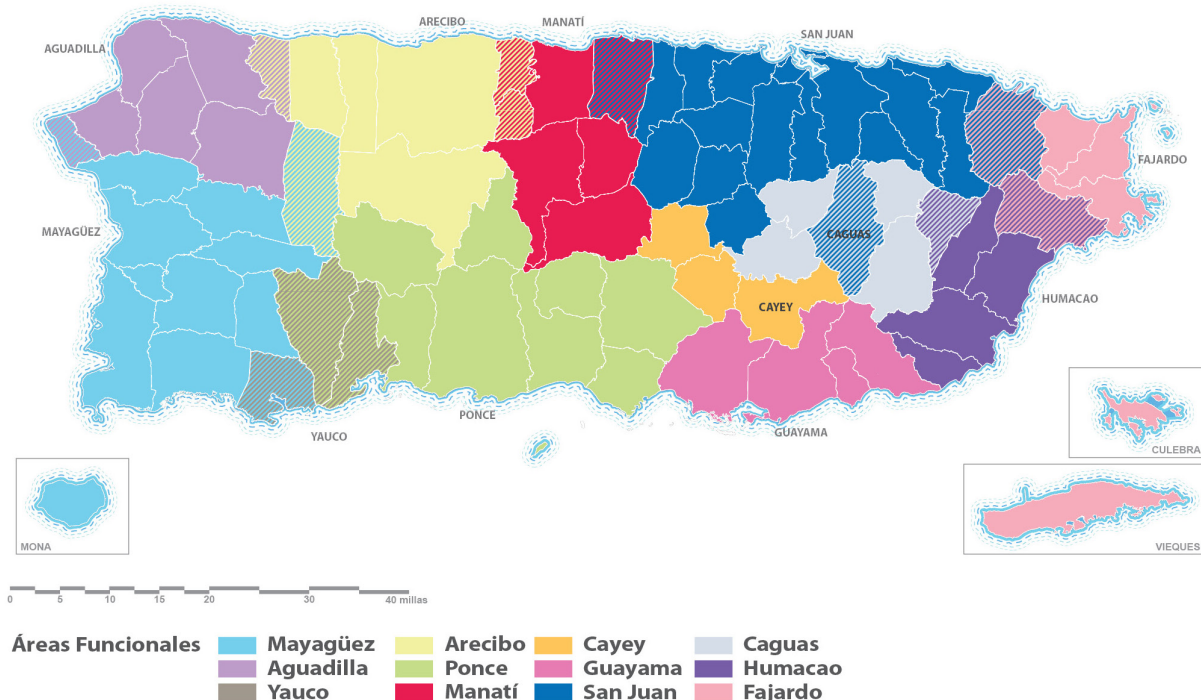 ARECIBO
MANATÍ
SAN JUAN
AGUADILLA
FAJARDO
MAYAGÜEZ
CAGUAS
HUMACAO
CAYEY
PONCE
GUAYAMA
YAUCO
CULEBRA
MONA
VIEQUES
0 5 10 15 20 30 40 millas
Áreas Funcionales Mayagüez Arecibo Cayey Caguas
Aguadilla Ponce Guayama Humacao
Yauco Manatí San Juan Fajardo